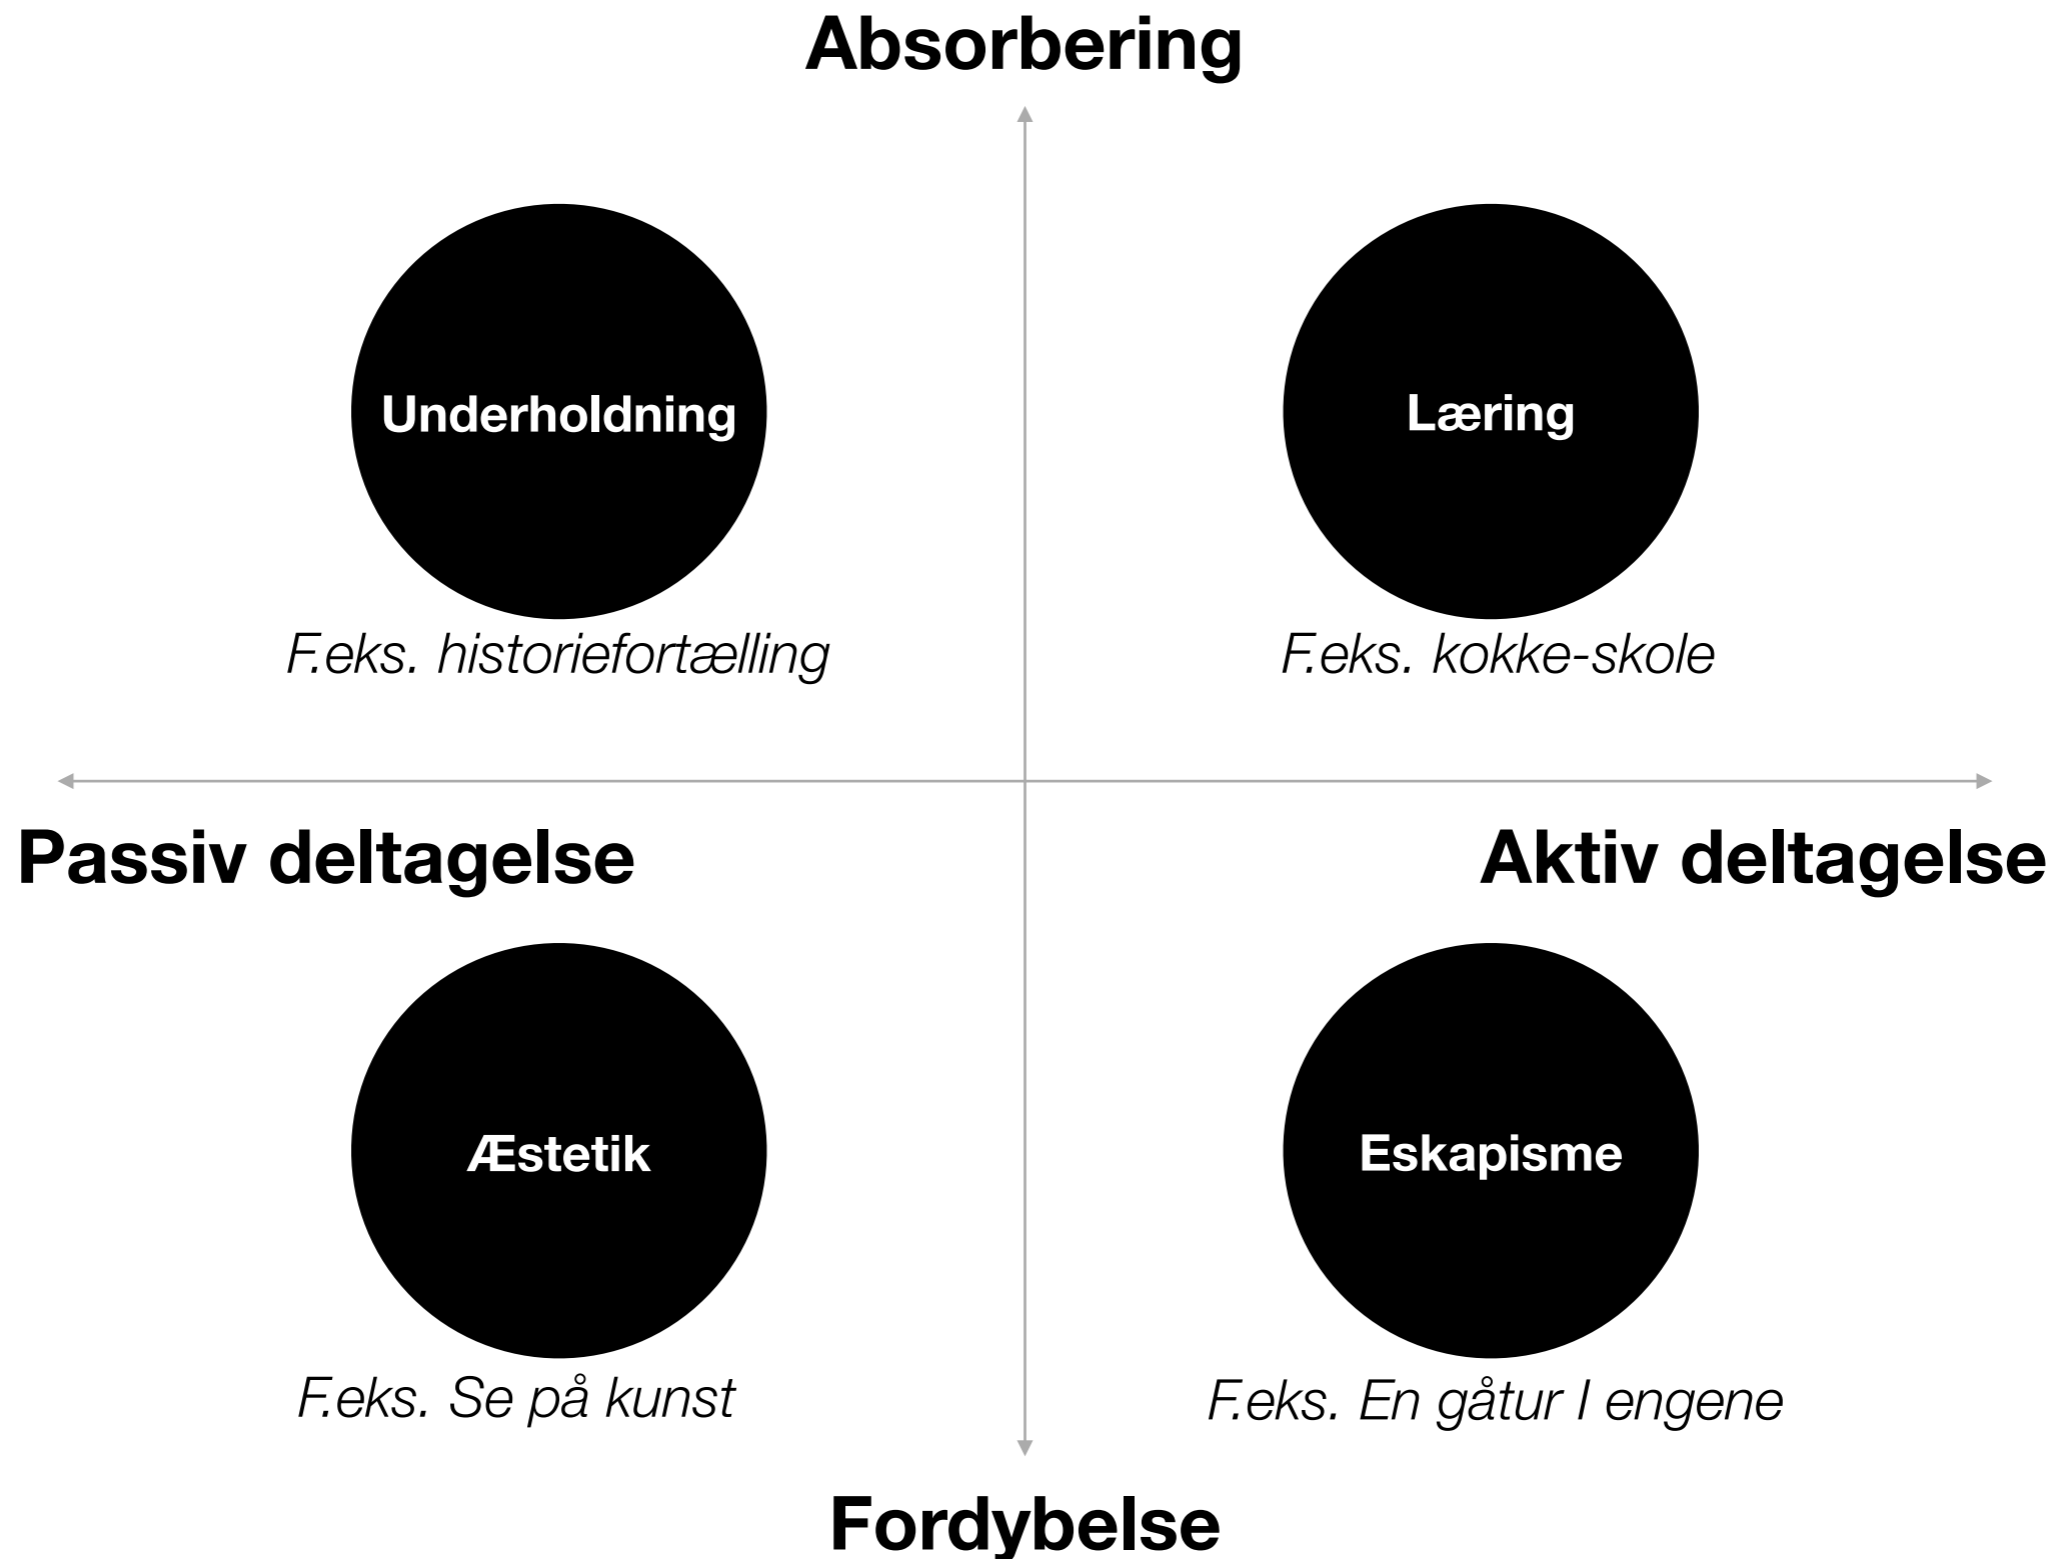 Absorbering
Underholdning
Læring
F.eks. historiefortælling
F.eks. kokke-skole
Passiv deltagelse
Aktiv deltagelse
Æstetik
Eskapisme
F.eks. Se på kunst
F.eks. En gåtur I engene
Fordybelse